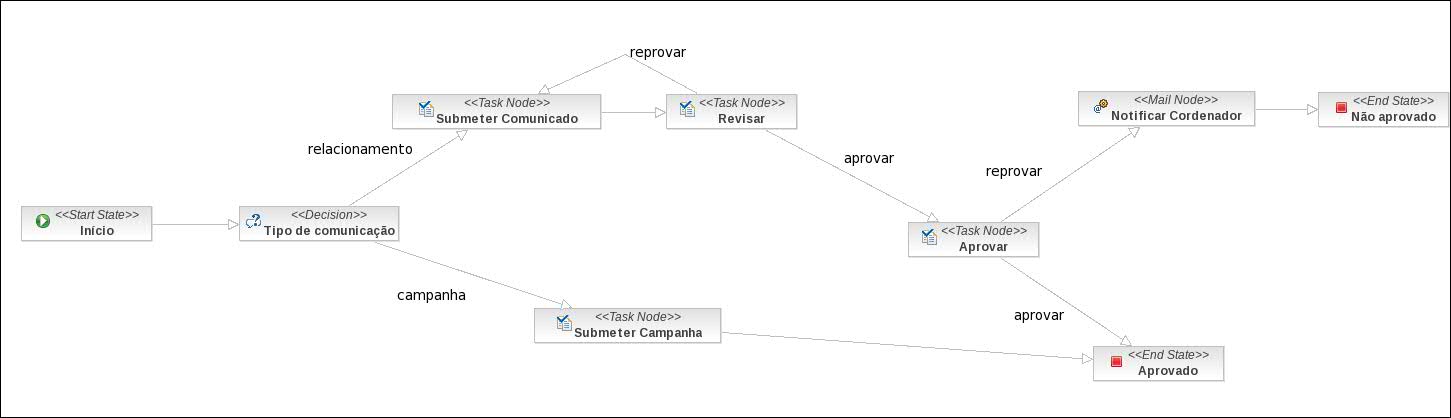 reprovar
<<Task Node>>
Submeter Comunicado
<<Task Node>>
Revisar
<<Mail Node>>
Notificar Cordenador
<<End State>>
Não aprovado
relacionamento
aprovar
reprovar
<<Start State>>
Início
<<Decision>>
Tipo de comunicação
<<Task Node>>
Aprovar
campanha
<<Task Node>>
Submeter Campanha
aprovar
<<End State>>
Aprovado